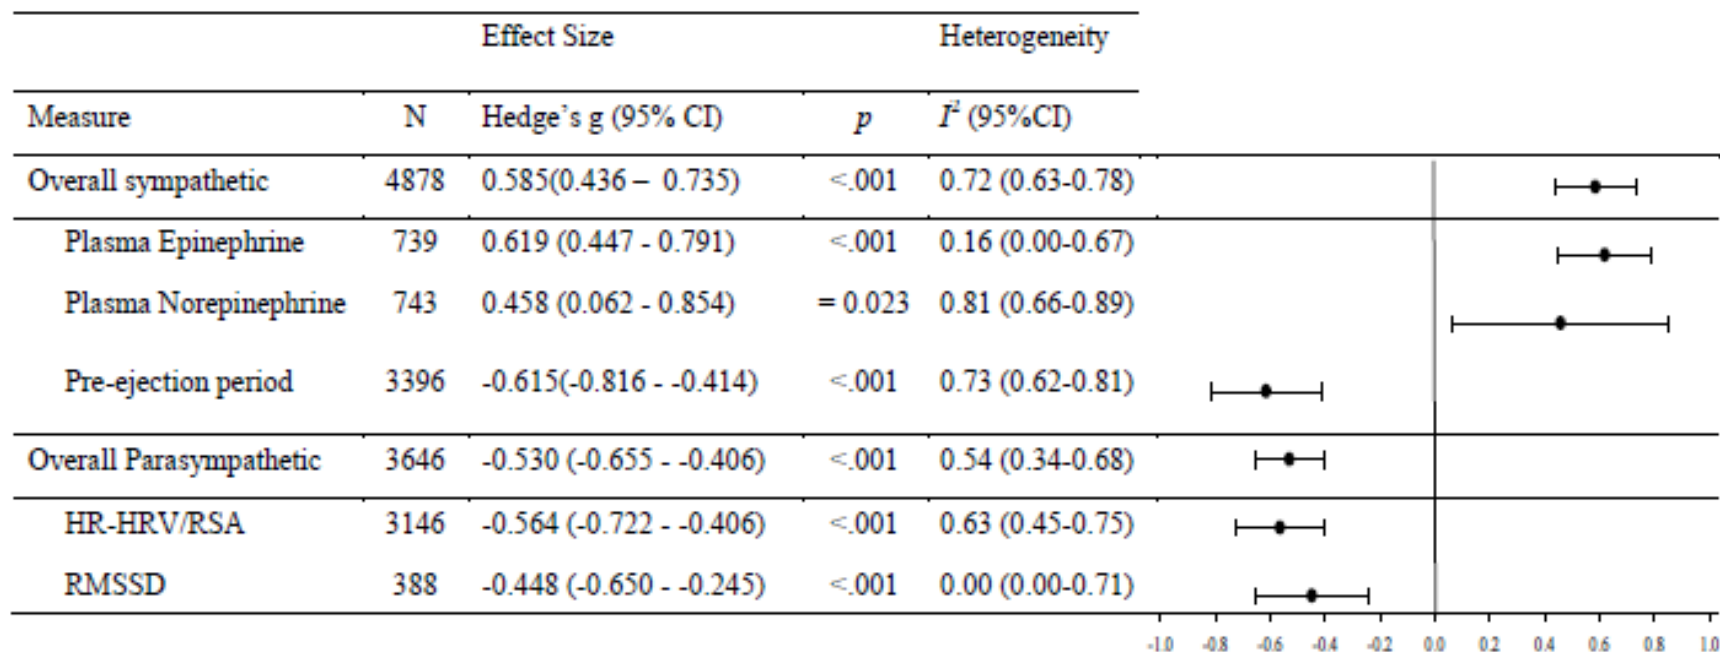 Effect Size Heterogeneity
Measure N Hedge's g (95% CI) p I² (95%CI)
Overall sympathetic 4878 0.585(0.436 – 0.735) <.001 0.72 (0.63-0.78)
Plasma Epinephrine 739 0.619 (0.447 - 0.791) <.001 0.16 (0.00-0.67)
Plasma Norepinephrine 743 0.458 (0.062 - 0.854) = 0.023 0.81 (0.66-0.89)
Pre-ejection period 3396 -0.615(-0.816 - -0.414) <.001 0.73 (0.62-0.81)
Overall Parasympathetic 3646 -0.530 (-0.655 - -0.406) <.001 0.54 (0.34-0.68)
HR-HRV/RSA 3146 -0.564 (-0.722 - -0.406) <.001 0.63 (0.45-0.75)
RMSSD 388 -0.448 (-0.650 - -0.245) <.001 0.00 (0.00-0.71)
-1.0 -0.8 -0.6 -0.4 -0.2 0.0 0.2 0.4 0.6 0.8 1.0